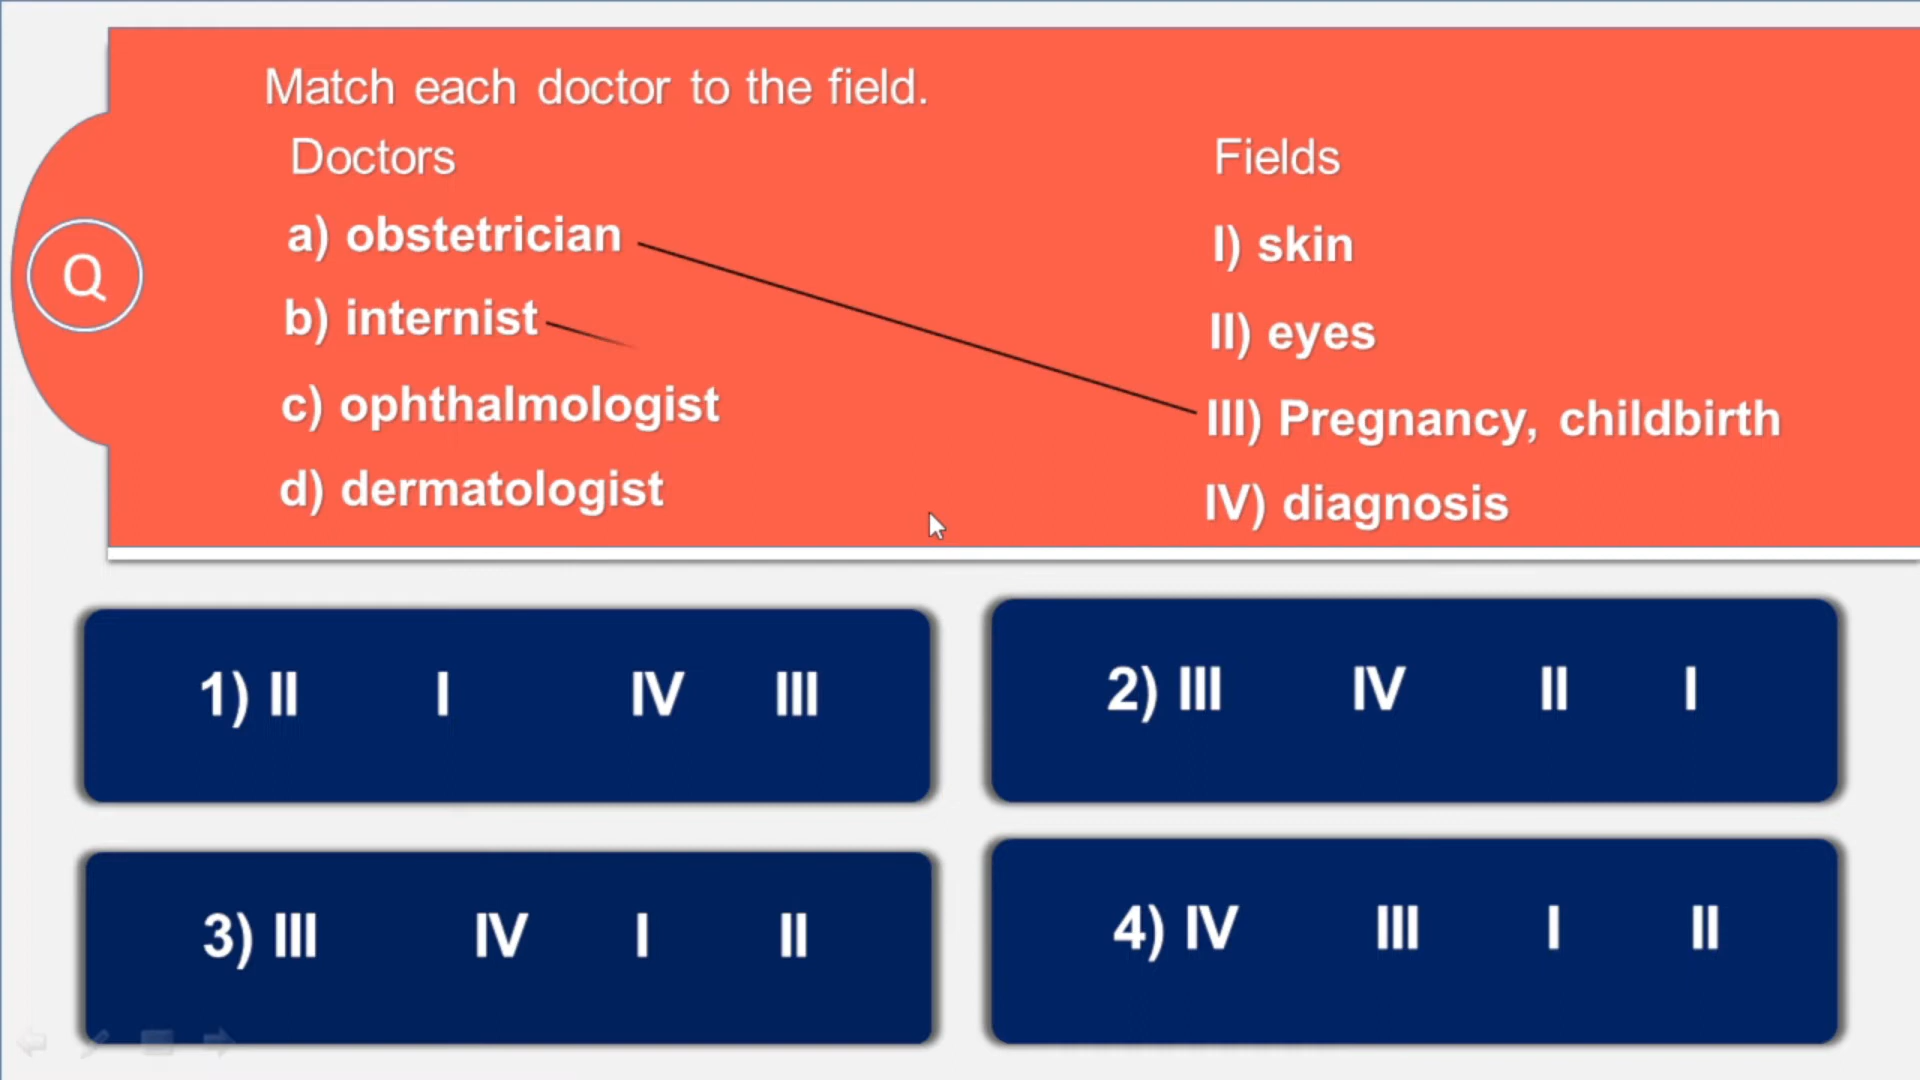 Match each doctor to the field.
Doctors Fields
a) obstetrician I) skin
b) internist II) eyes
c) ophthalmologist III) Pregnancy, childbirth
d) dermatologist IV) diagnosis
Q
1) II I IV III
2) III IV II I
3) III IV I II
4) IV III I II